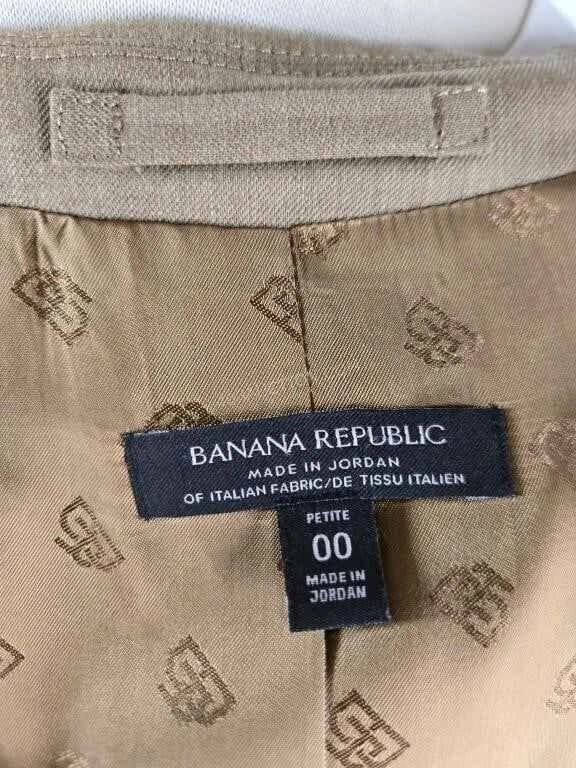 BANANA REPUBLIC
MADE IN JORDAN
OF ITALIAN FABRIC/DE TISSU ITALIEN
PETITE
00
MADE IN
JORDAN